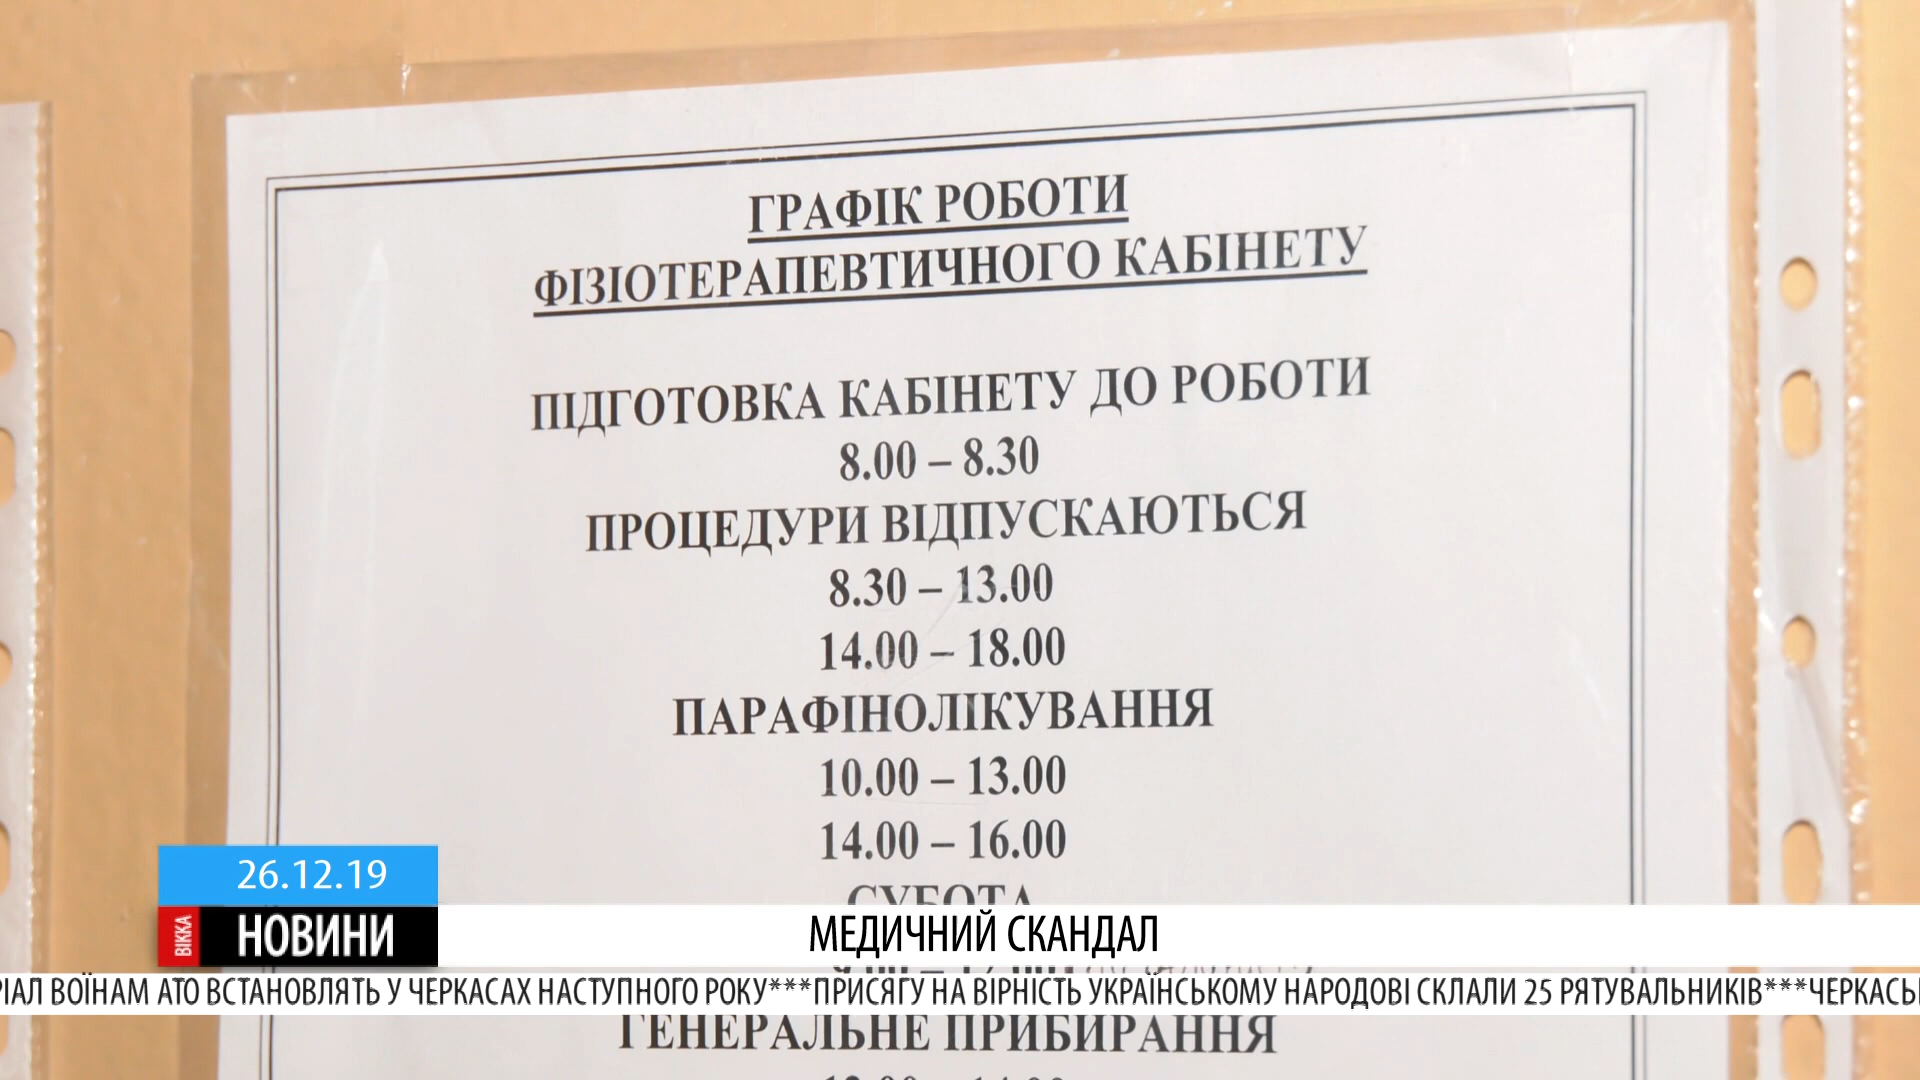 ГРАФІК РОБОТИ
ФІЗІОТЕРАПЕВТИЧНОГО КАБІНЕТУ
ПІДГОТОВКА КАБІНЕТУ ДО РОБОТИ
8.00 – 8.30
ПРОЦЕДУРИ ВІДПУСКАЮТЬСЯ
8.30 – 13.00
14.00 – 18.00
ПАРАФІНОЛІКУВАННЯ
10.00 – 13.00
14.00 – 16.00
СУБОТА
26.12.19
ВІККА
НОВИНИ
МЕДИЧНИЙ СКАНДАЛ
ВОЇНАМ АТО ВСТАНОВЛЯТЬ У ЧЕРКАСАХ НАСТУПНОГО РОКУ***ПРИСЯГУ НА ВІРНІСТЬ УКРАЇНСЬКОМУ НАРОДОВІ СКЛАЛИ 25 РЯТУВАЛЬНИКІВ***
ГЕНЕРАЛЬНЕ ПРИБИРАННЯ